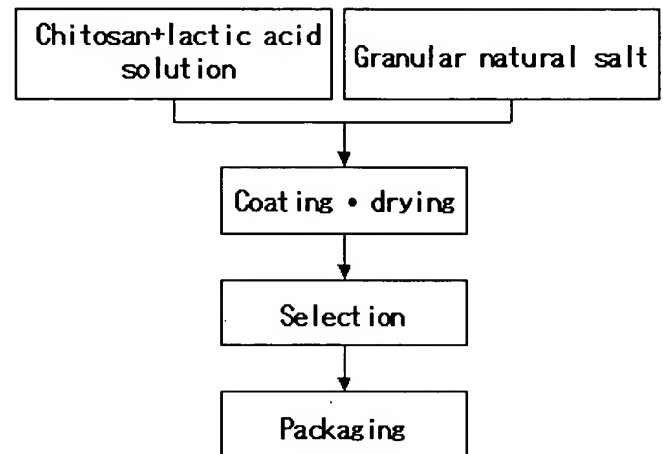 Chitosan+lactic acid
solution
Granular natural salt
Coating • drying
Selection
Packaging